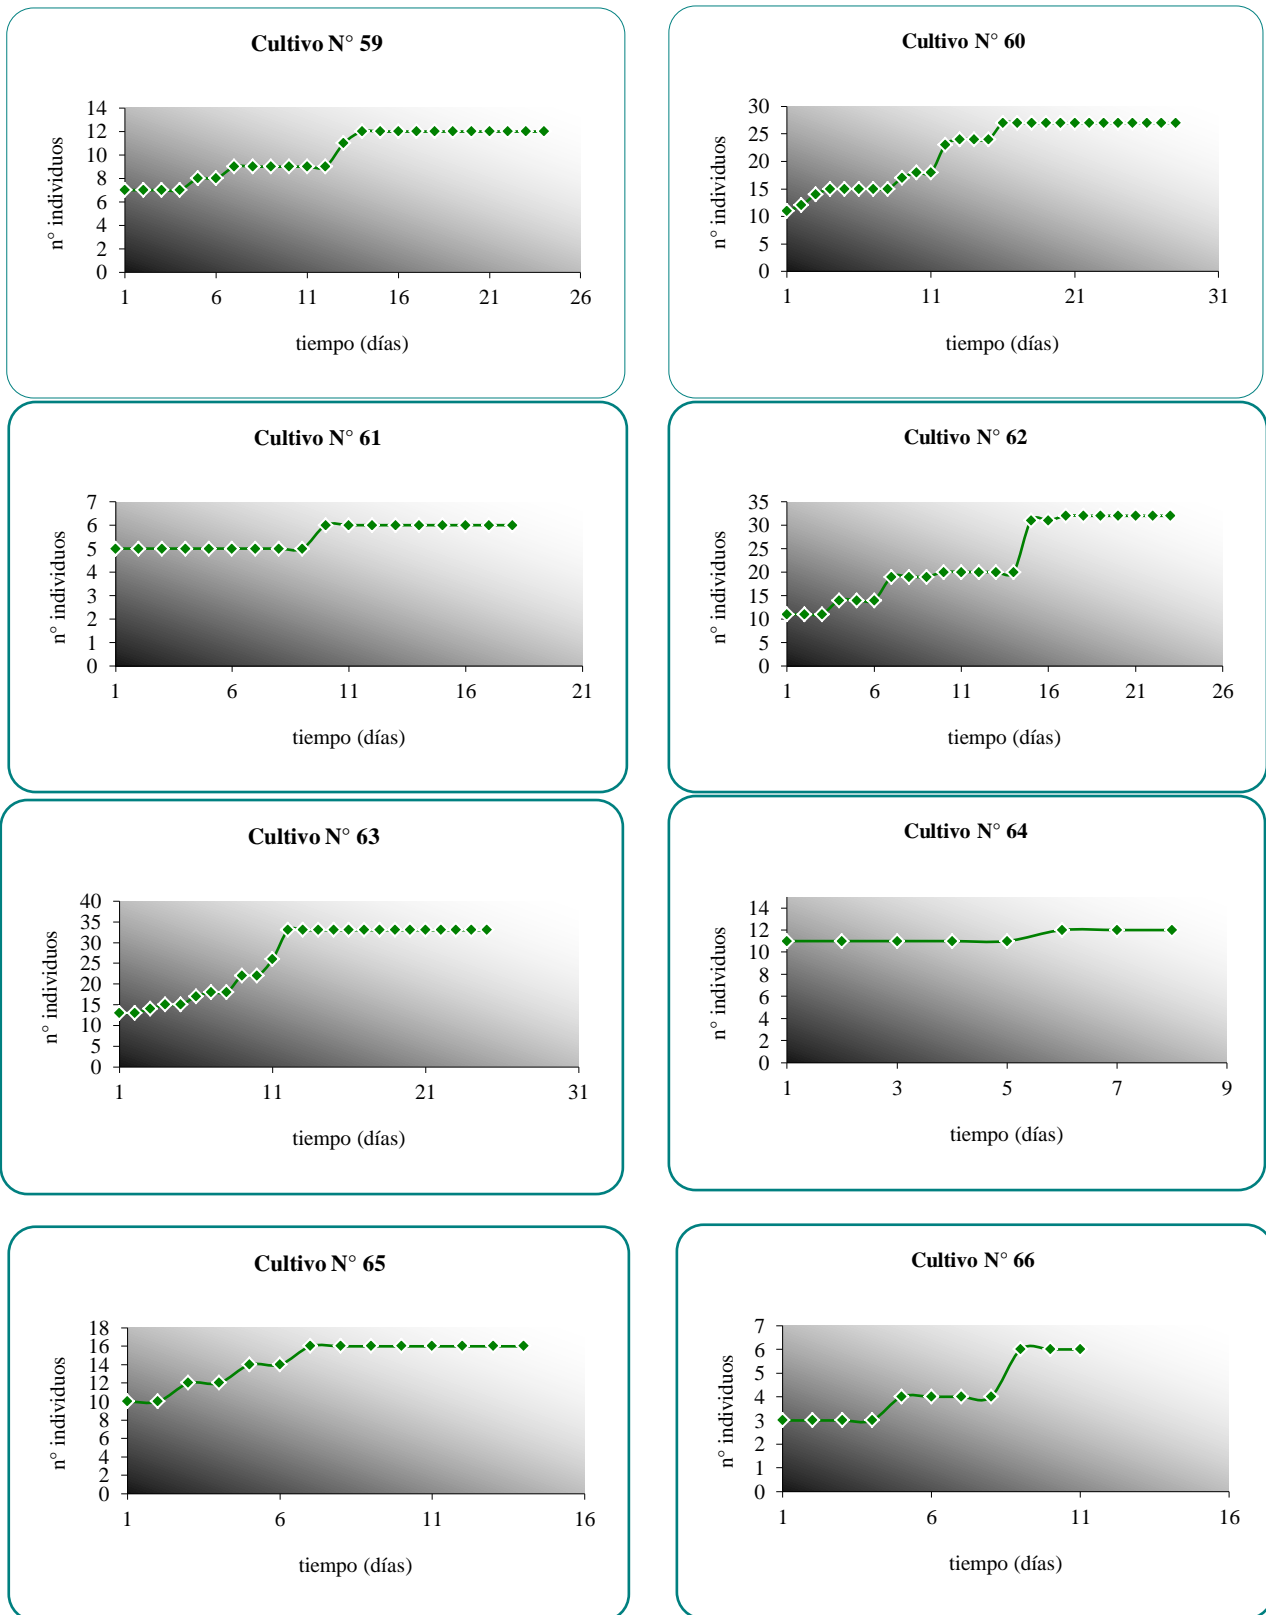 Cultivo N° 59
14
12
10
8
6
4
2
0
n° individuos
1 6 11 16 21 26
tiempo (días)
Cultivo N° 60
30
25
20
15
10
5
0
n° individuos
1 11 21 31
tiempo (días)
Cultivo N° 61
7
6
5
4
3
2
1
0
n° individuos
1 6 11 16 21
tiempo (días)
Cultivo N° 62
35
30
25
20
15
10
5
0
n° individuos
1 6 11 16 21 26
tiempo (días)
Cultivo N° 63
40
35
30
25
20
15
10
5
0
n° individuos
1 11 21 31
tiempo (días)
Cultivo N° 64
14
12
10
8
6
4
2
0
n° individuos
1 3 5 7 9
tiempo (días)
Cultivo N° 65
18
16
14
12
10
8
6
4
2
0
n° individuos
1 6 11 16
tiempo (días)
Cultivo N° 66
7
6
5
4
3
2
1
0
n° individuos
1 6 11 16
tiempo (días)